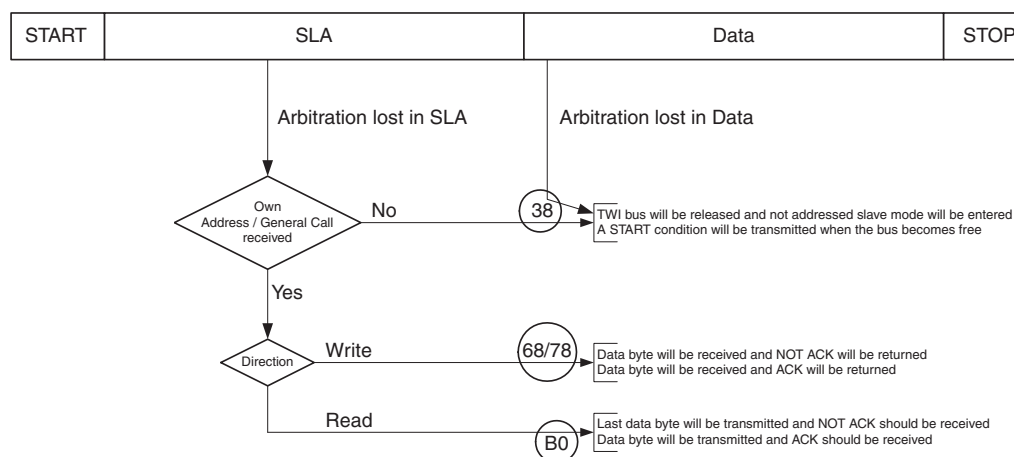 START SLA Data STOP
Arbitration lost in SLA Arbitration lost in Data
Own
Address / General Call
received
No
38
TWI bus will be released and not addressed slave mode will be entered
A START condition will be transmitted when the bus becomes free
Yes
Direction
Write
68/78
Data byte will be received and NOT ACK will be returned
Data byte will be received and ACK will be returned
Read
B0
Last data byte will be transmitted and NOT ACK should be received
Data byte will be transmitted and ACK should be received